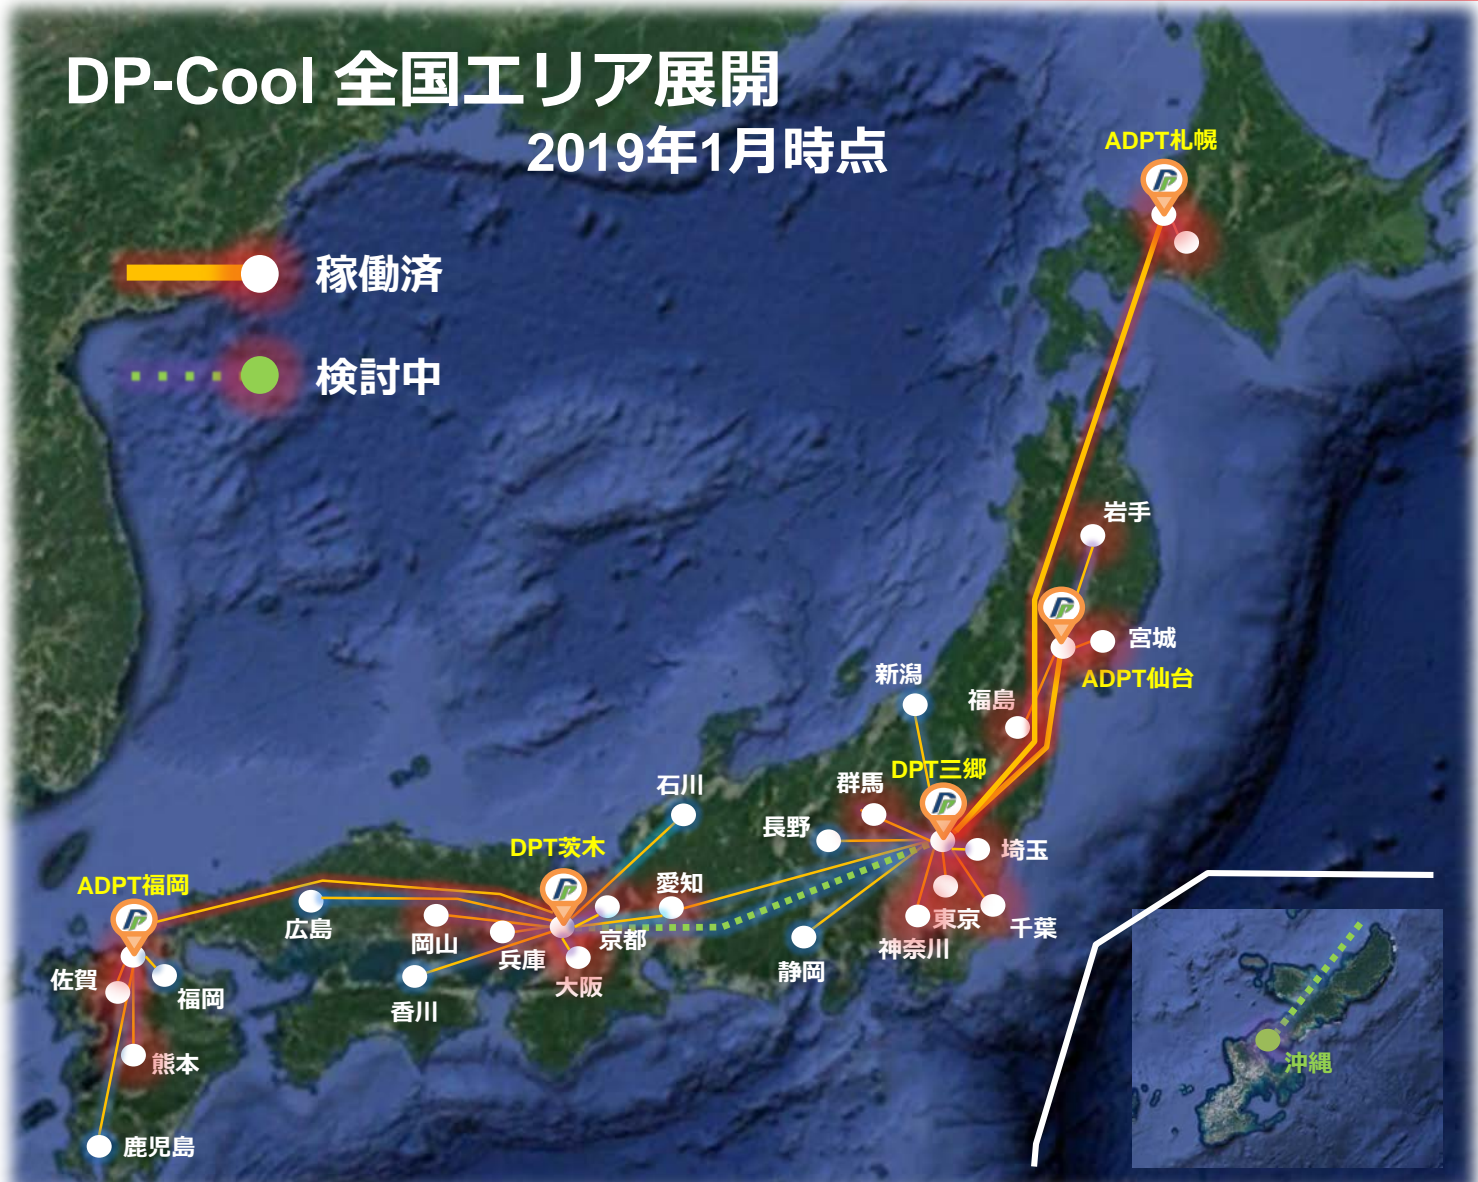 DP-Cool 全国エリア展開
2019年1月時点
稼働済
検討中
ADPT札幌
岩手
宮城
ADPT仙台
新潟
福島
DPT三郷
群馬
石川
長野
埼玉
DPT茨木
愛知
ADPT福岡
広島
岡山
京都
東京
千葉
神奈川
兵庫
静岡
佐賀
大阪
福岡
香川
熊本
沖縄
鹿児島